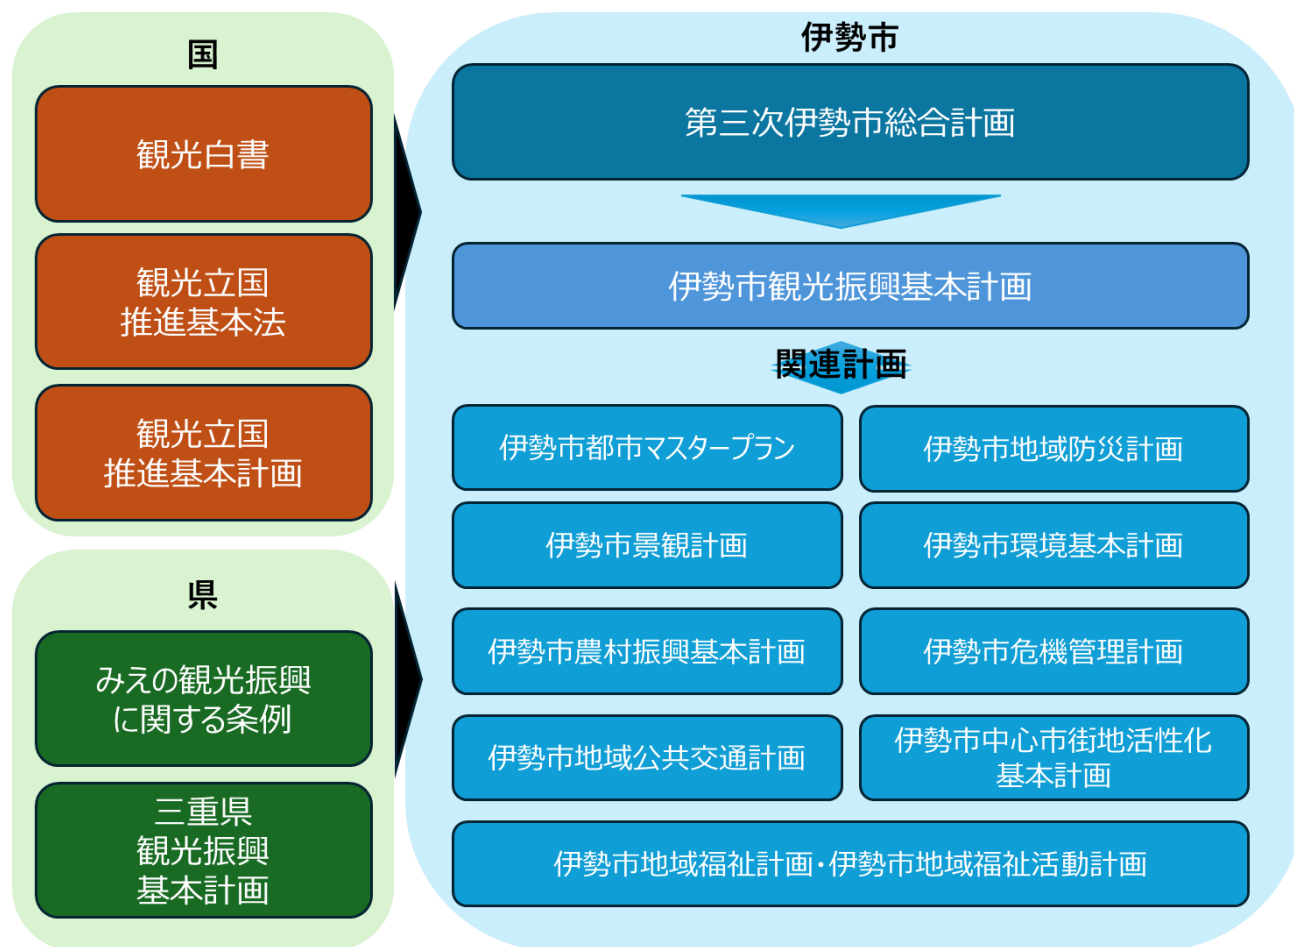 国
観光白書
観光立国
推進基本法
観光立国
推進基本計画
県
みえの観光振興
に関する条例
三重県
観光振興
基本計画
伊勢市
第三次伊勢市総合計画
伊勢市観光振興基本計画
関連計画
伊勢市都市マスタープラン
伊勢市地域防災計画
伊勢市景観計画
伊勢市環境基本計画
伊勢市農村振興基本計画
伊勢市危機管理計画
伊勢市地域公共交通計画
伊勢市中心市街地活性化
基本計画
伊勢市地域福祉計画・伊勢市地域福祉活動計画